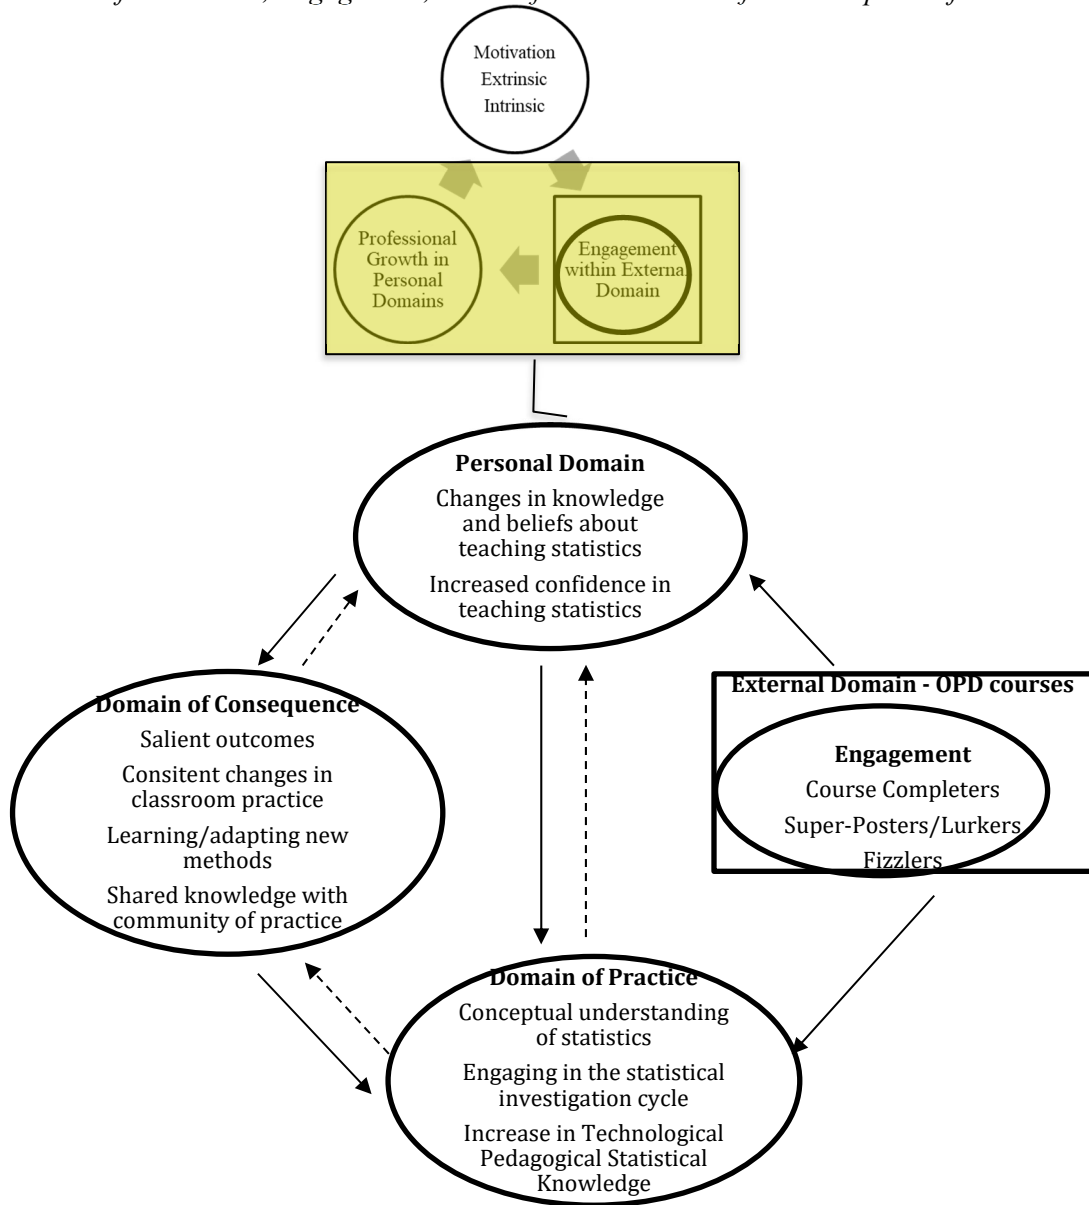 Motivation
Extrinsic
Intrinsic
Professional
Growth in
Personal
Domains
Engagement
within External
Domain
Personal Domain
Changes in knowledge
and beliefs about
teaching statistics
Increased confidence in
teaching statistics
Domain of Consequence
Salient outcomes
Consitent changes in
classroom practice
Learning/adapting new
methods
Shared knowledge with
community of practice
External Domain - OPD courses
Engagement
Course Completers
Super-Posters/Lurkers
Fizzlers
Domain of Practice
Conceptual understanding
of statistics
Engaging in the statistical
investigation cycle
Increase in Technological
Pedagogical Statistical
Knowledge